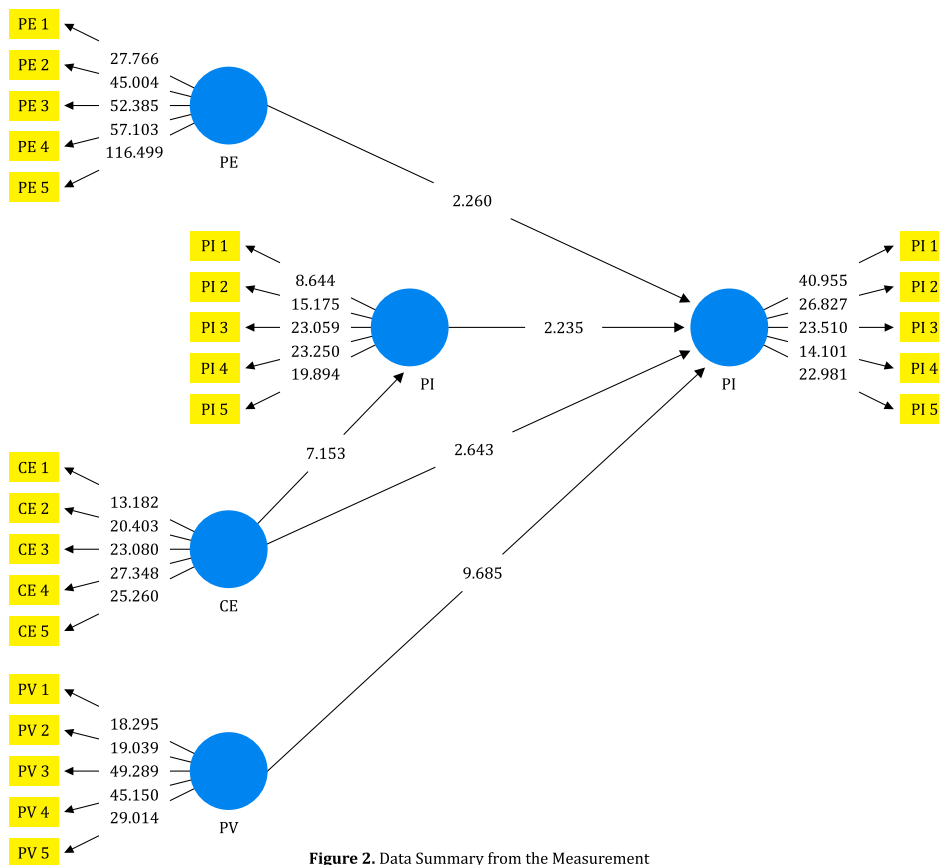 PE 1
PE 2
PE 3
PE 4
PE 5
27.766
45.004
52.385
57.103
116.499
PE
2.260
PI 1
PI 2
PI 3
PI 4
PI 5
8.644
15.175
23.059
23.250
19.894
PI
2.235
PI
40.955
26.827
23.510
14.101
22.981
PI 1
PI 2
PI 3
PI 4
PI 5
7.153
2.643
CE 1
CE 2
CE 3
CE 4
CE 5
13.182
20.403
23.080
27.348
25.260
CE
9.685
PV 1
PV 2
PV 3
PV 4
PV 5
18.295
19.039
49.289
45.150
29.014
PV
Figure 2. Data Summary from the Measurement